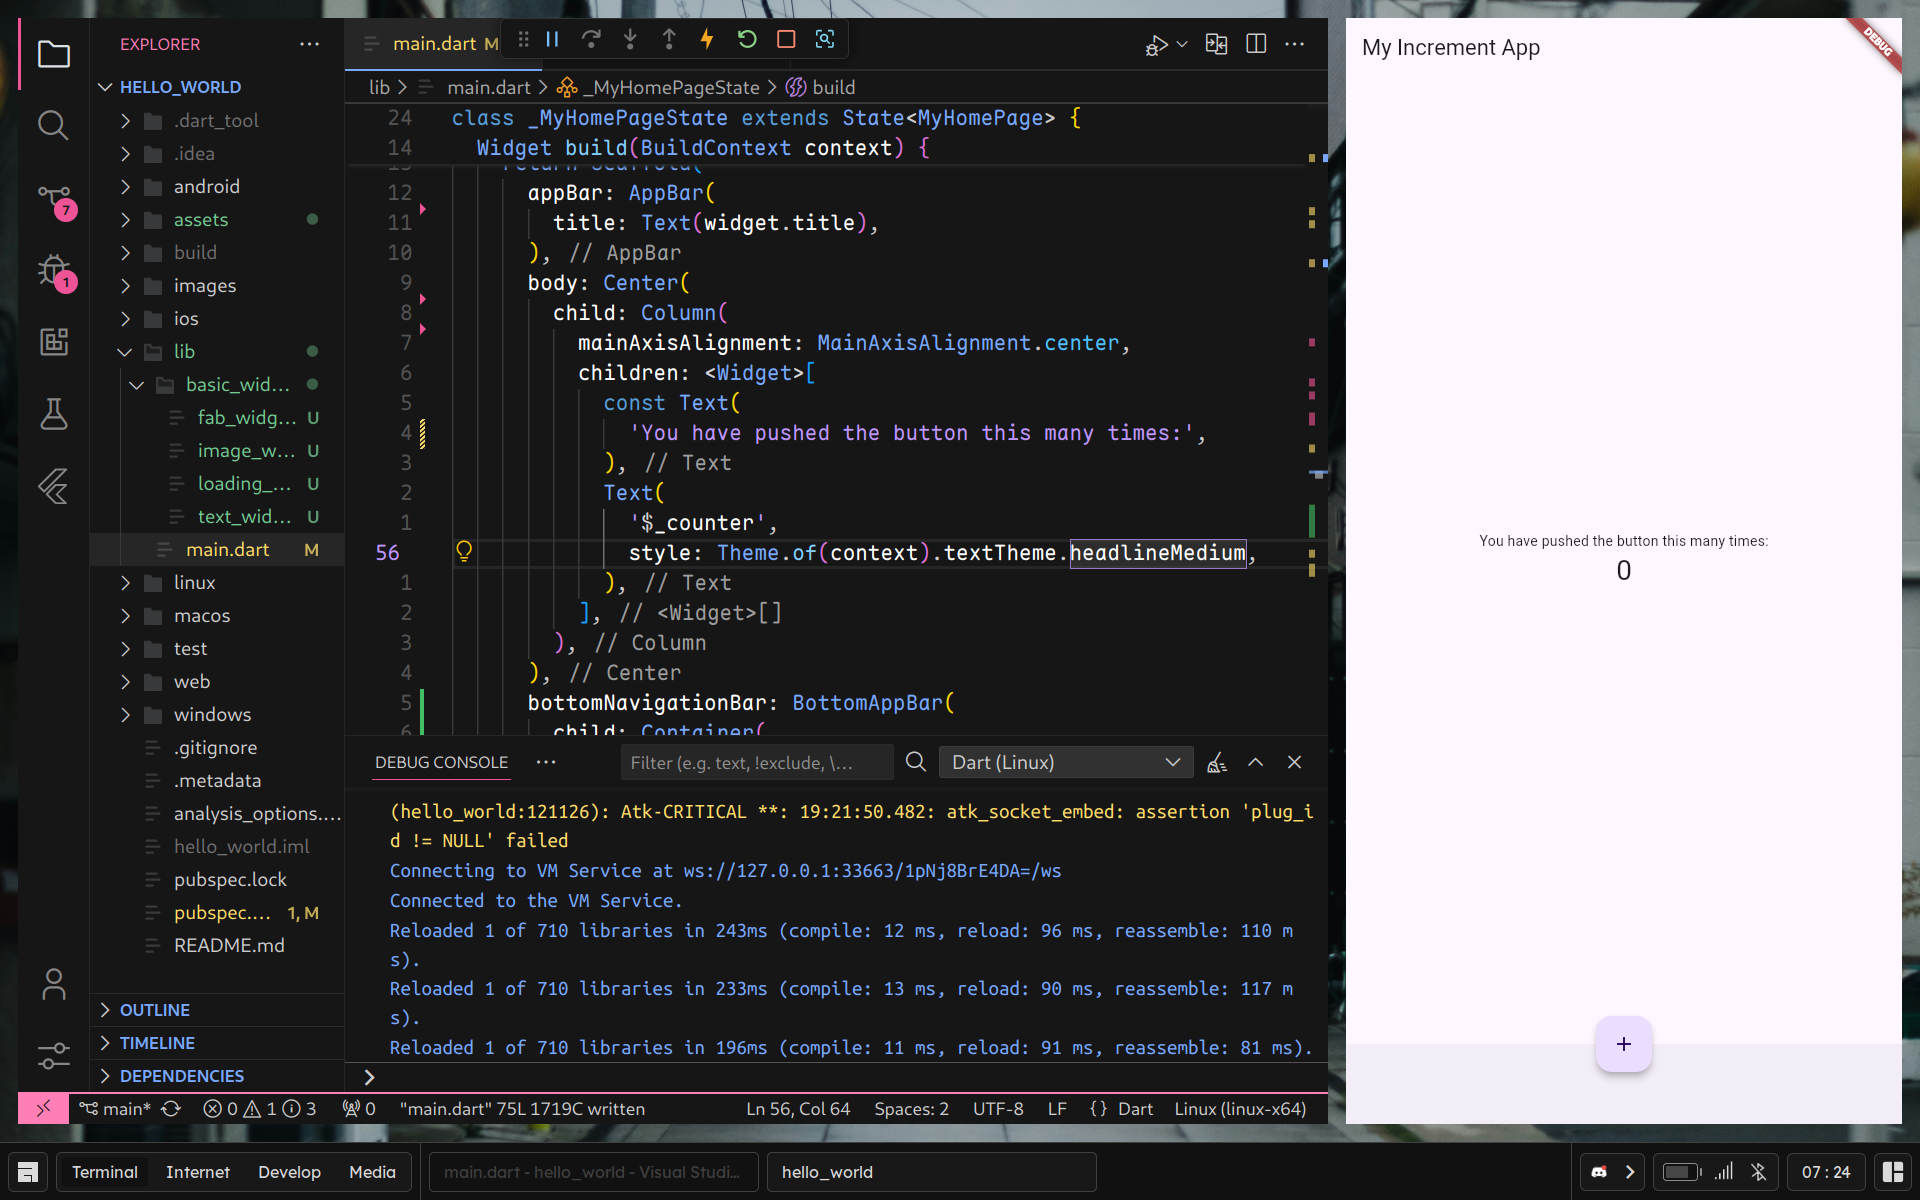 EXPLORER
HELLO_WORLD
.dart_tool
.idea
android
assets
build
images
ios
lib
basic_wid...
fab_widg... U
image_w... U
loading_... U
text_wid... U
main.dart M
linux
macos
test
web
windows
.gitignore
.metadata
analysis_options....
hello_world.iml
pubspec.lock
pubspec.... 1, M
README.md
OUTLINE
TIMELINE
DEPENDENCIES
7
1
main.dart M
lib > main.dart > _MyHomePageState > build
24 class _MyHomePageState extends State<MyHomePage> {
14 Widget build(BuildContext context) {
13 return Scaffold(
12 appBar: AppBar(
11 title: Text(widget.title),
10 ), // AppBar
9 body: Center(
8 child: Column(
7 mainAxisAlignment: MainAxisAlignment.center,
6 children: <Widget>[
5 const Text(
4 'You have pushed the button this many times:',
3 ), // Text
2 Text(
1 '$_counter',
56 style: Theme.of(context).textTheme.headlineMedium,
1 ), // Text
2 ], // <Widget>[]
3 ), // Column
4 ), // Center
5 bottomNavigationBar: BottomAppBar(
6 child: Container(
DEBUG CONSOLE
Filter (e.g. text, !exclude, \...
Dart (Linux)
(hello_world:121126): Atk-CRITICAL **: 19:21:50.482: atk_socket_embed: assertion 'plug_i
d != NULL' failed
Connecting to VM Service at ws://127.0.0.1:33663/1pNj8BrE4DA=/ws
Connected to the VM Service.
Reloaded 1 of 710 libraries in 243ms (compile: 12 ms, reload: 96 ms, reassemble: 110 m
s).
Reloaded 1 of 710 libraries in 233ms (compile: 13 ms, reload: 90 ms, reassemble: 117 m
s).
Reloaded 1 of 710 libraries in 196ms (compile: 11 ms, reload: 91 ms, reassemble: 81 ms).
main* 0 1 3 0 "main.dart" 75L 1719C written Ln 56, Col 64 Spaces: 2 UTF-8 LF {} Dart Linux (linux-x64)
My Increment App
DEBUG
You have pushed the button this many times:
0
+
Terminal Internet Develop Media
main.dart - hello_world - Visual Studi...
hello_world
07:24